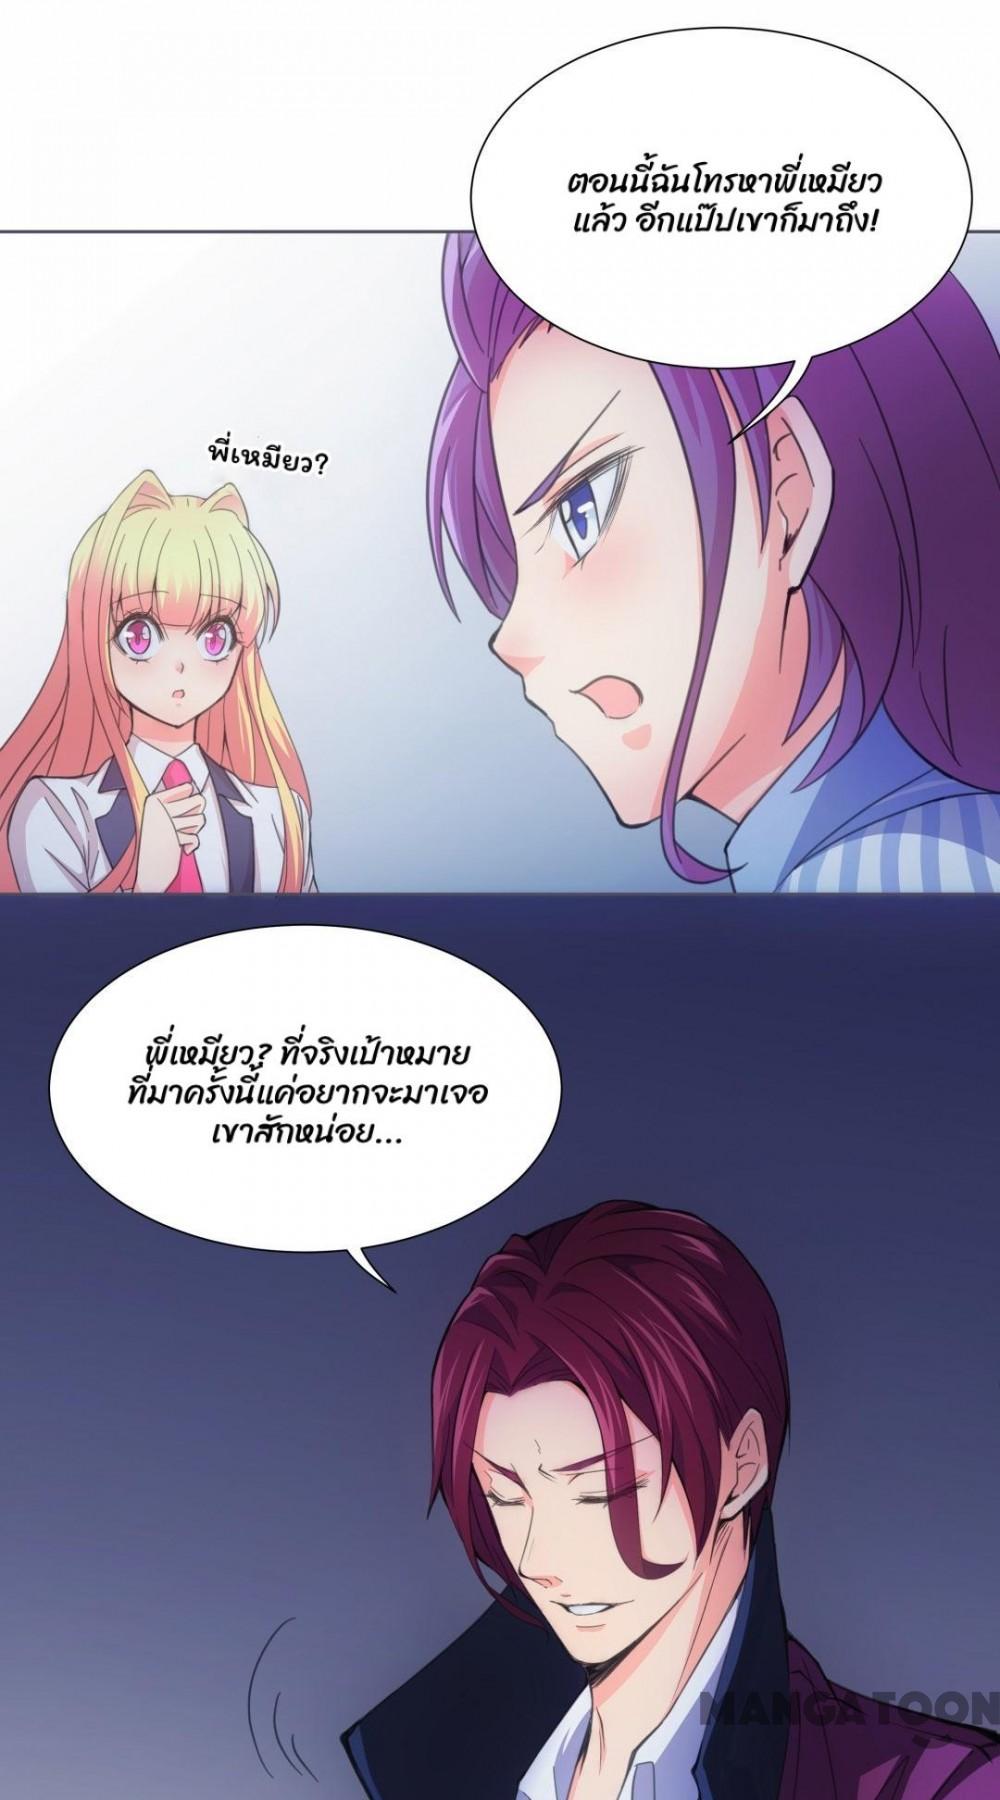 ตอนนี้ฉันโทรหาพี่เหมียว
แล้ว อีกแป๊ปเขาก็มาถึง!
พี่เหมียว?
พี่เหมียว? ที่จริงเป้าหมาย
ที่มาครั้งนี้แค่อยากจะมาเจอ
เขาสักหน่อย...
MANGATOON